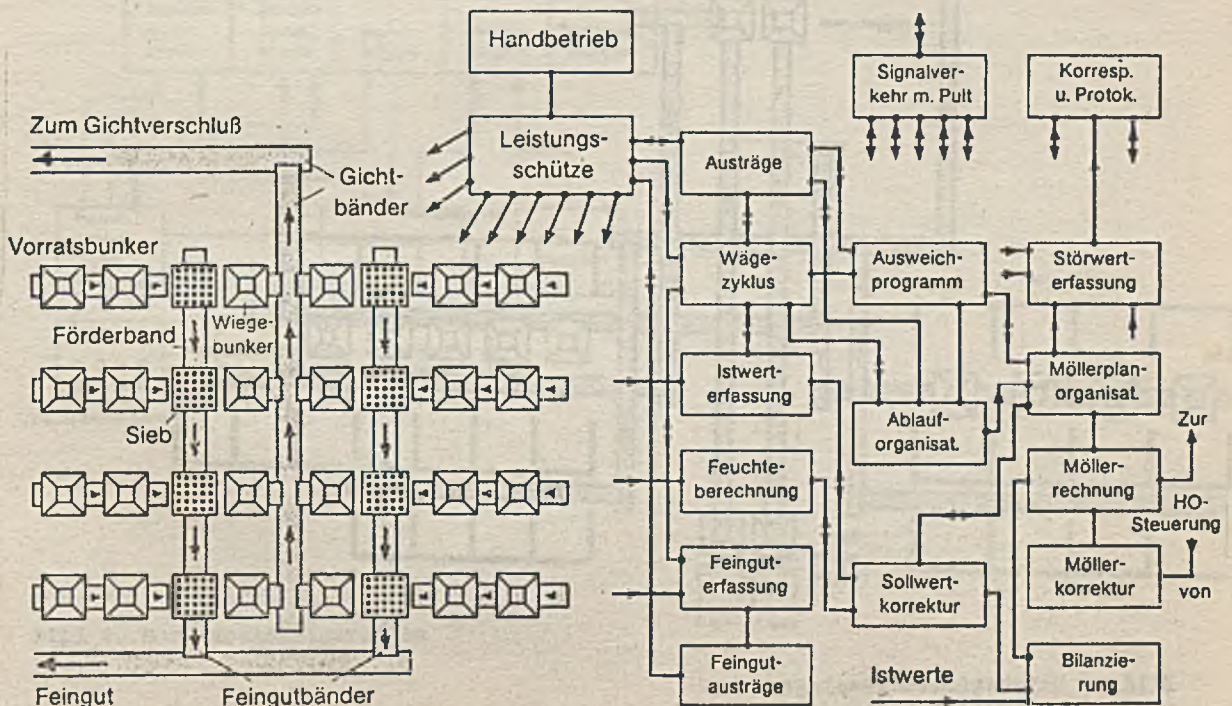 Handbetrieb
Signalver-
kehr m. Pult
Korresp.
u. Protok.
Zum Gichtverschluß
Leistungs-
schütze
Austräge
Gicht-
bänder
Vorratsbunker
Wäge-
zyklus
Ausweich-
programm
Störwert-
erfassung
Förderband
Wiege-
bunker
Istwert-
erfassung
Ablauf-
organisat.
Möllerplan-
organisat.
Sieb
Zur
Feuchte-
berechnung
Möller-
rechnung
HO-
Steuerung
Feingut-
erfassung
Sollwert-
korrektur
Möller-
korrektur
von
Feingut-
austräge
Istwerte
Bilanzie-
rung
Feingut
Feingutbänder